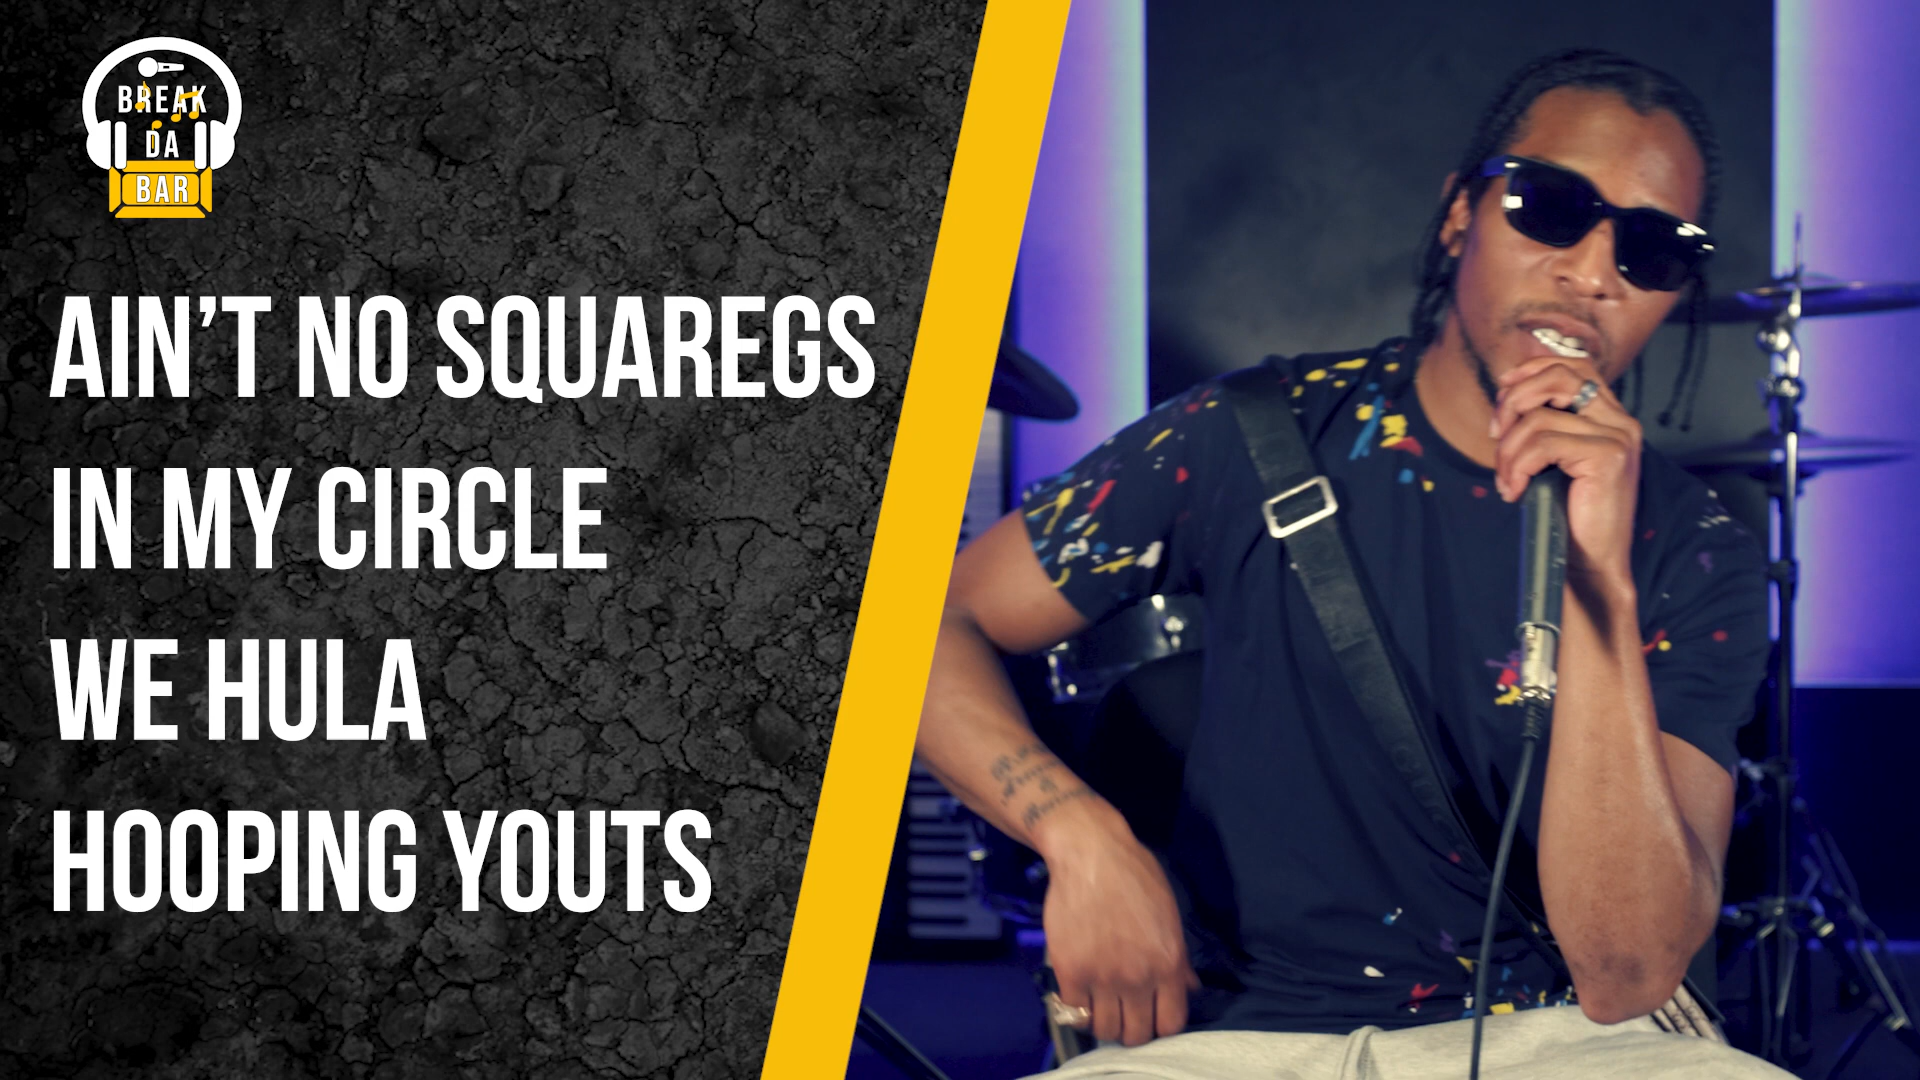 BREAK
DA
BAR
AIN'T NO SQUAREGS
IN MY CIRCLE
WE HULA
HOOPING YOUTS